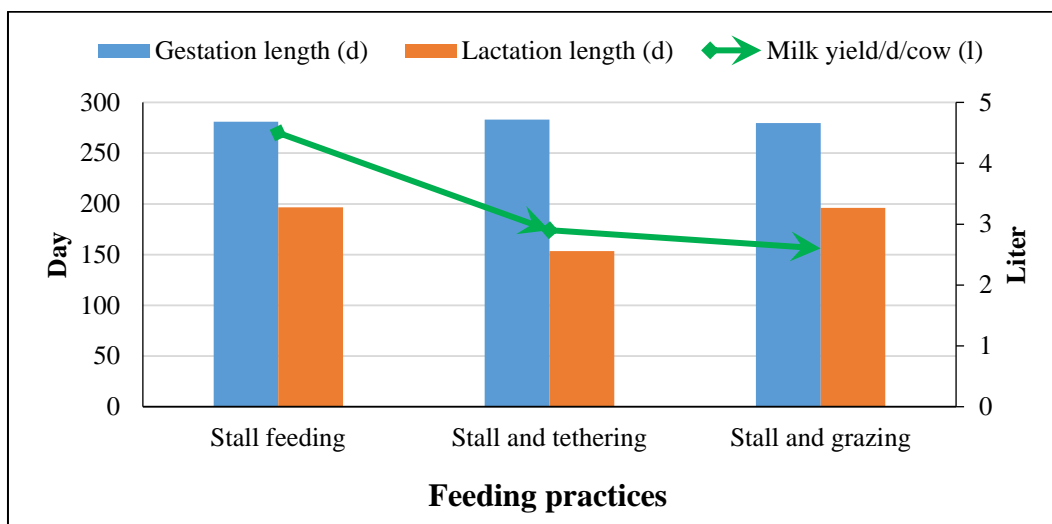 Gestation length (d) Lactation length (d) Milk yield/d/cow (l)
300 5
250
4
200
3
150
2
100
1
50
0 0
Day
Liter
Stall feeding Stall and tethering Stall and grazing
Feeding practices